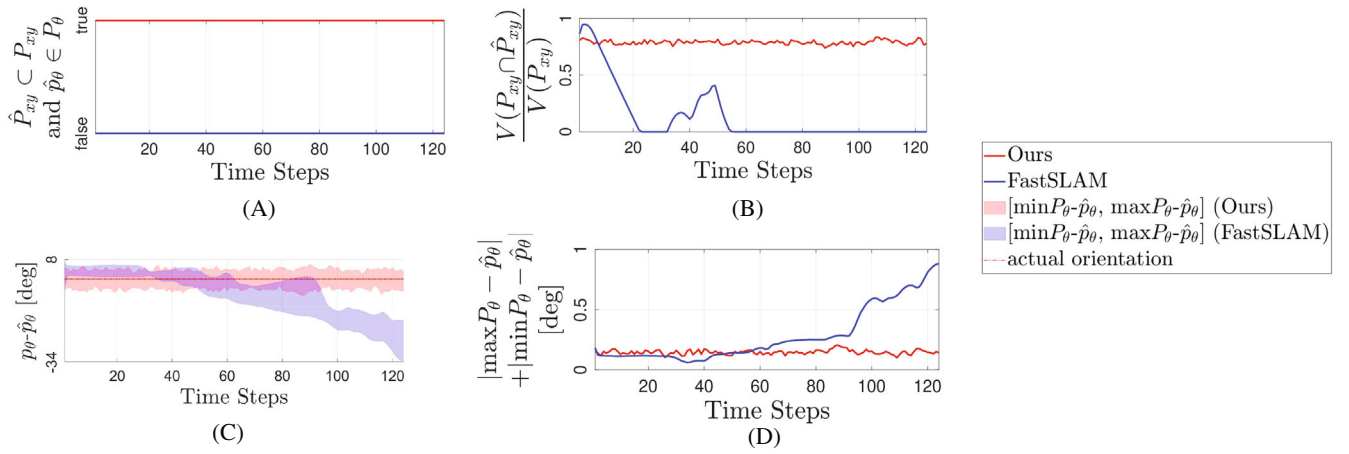 true
false
P̂_xy ⊂ P_xy
and p̂_θ ∈ P_θ
20 40 60 80 100 120
Time Steps
(A)
1
0.5
0
V(P_xy∩P̂_xy)
V(P_xy)
20 40 60 80 100 120
Time Steps
(B)
Ours
FastSLAM
[minP_θ-p̂_θ, maxP_θ-p̂_θ] (Ours)
[minP_θ-p̂_θ, maxP_θ-p̂_θ] (FastSLAM)
actual orientation
8
-34
p_θ-p̂_θ [deg]
20 40 60 80 100 120
Time Steps
(C)
1
0.5
0
|maxP_θ − p̂_θ|
+|minP_θ − p̂_θ|
[deg]
20 40 60 80 100 120
Time Steps
(D)